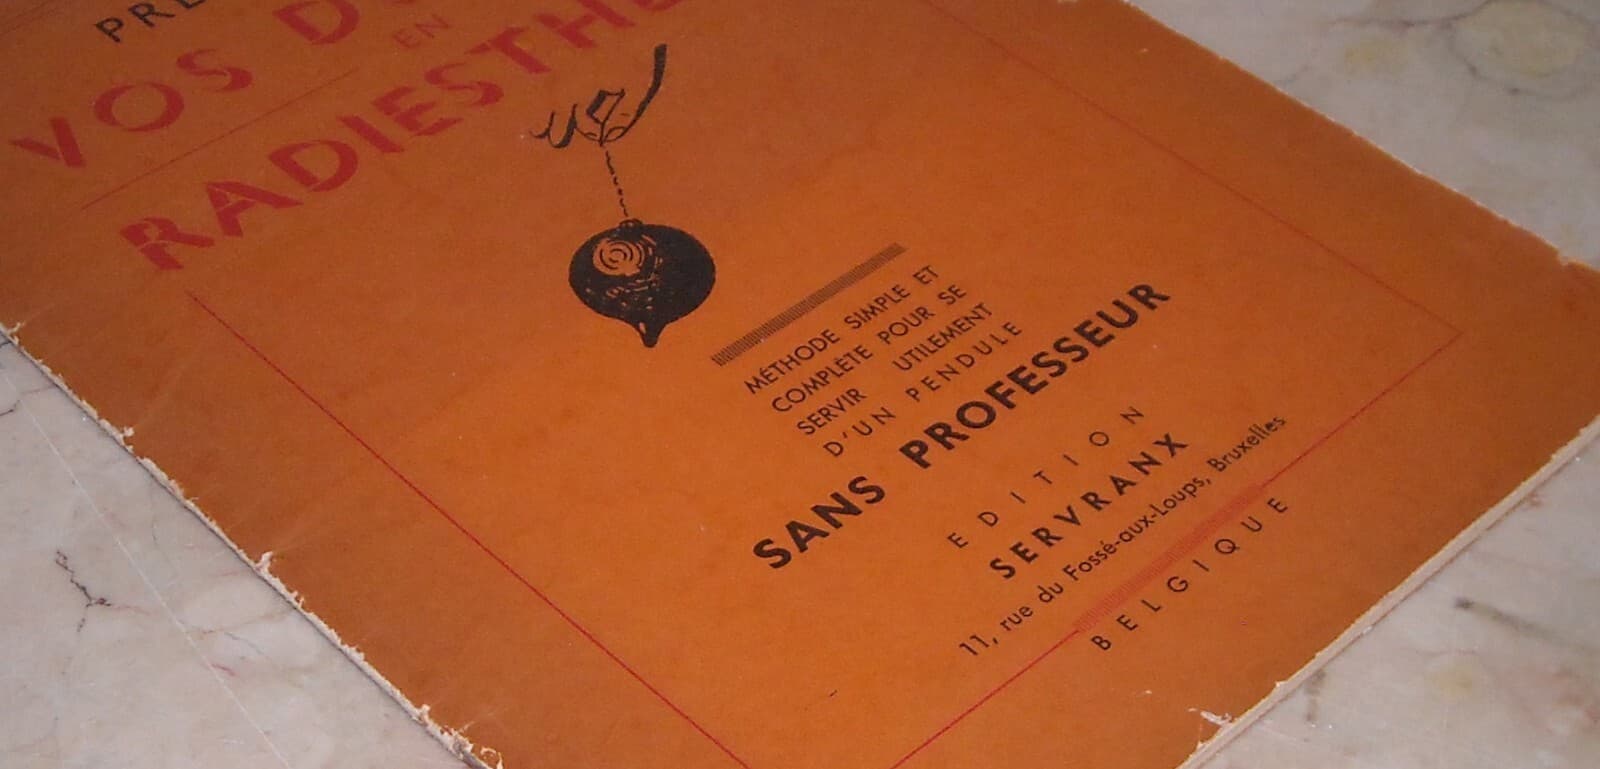 VOS
EN
RADIESTHE
MÉTHODE SIMPLE ET
COMPLÈTE POUR SE
SERVIR UTILEMENT
D'UN PENDULE
SANS PROFESSEUR
EDITION
SERVRANX
11, rue du Fossé-aux-Loups, Bruxelles
BELGIQUE